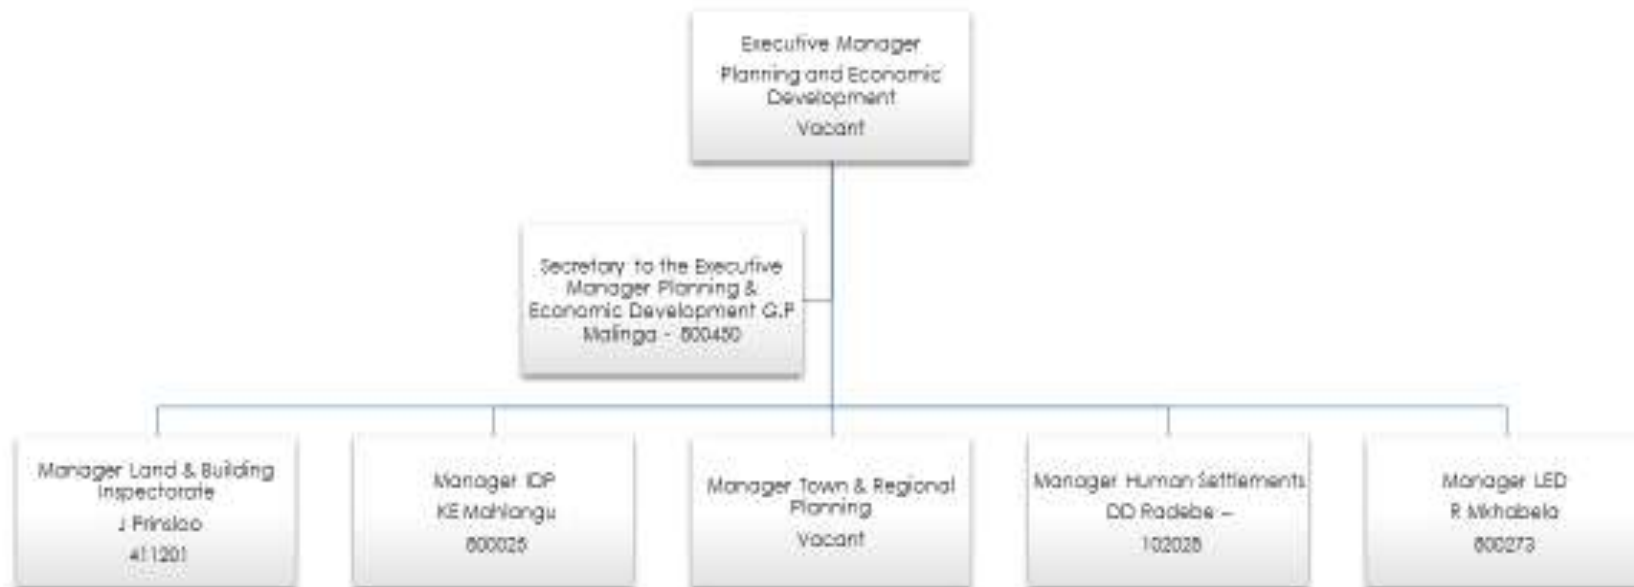 Executive Manager
Planning and Economic
Development
Vacant
Secretary to the Executive
Manager Planning &
Economic Development G.P
Malinga - 800450
Manager Land & Building
Inspectorate
J Prinsloo
411201
Manager IDP
KE Mahlangu
Manager Town & Regional
Planning
Vacant
Manager Human Settlements
DD Radebe –
Manager LED
R Mkhabela
800273